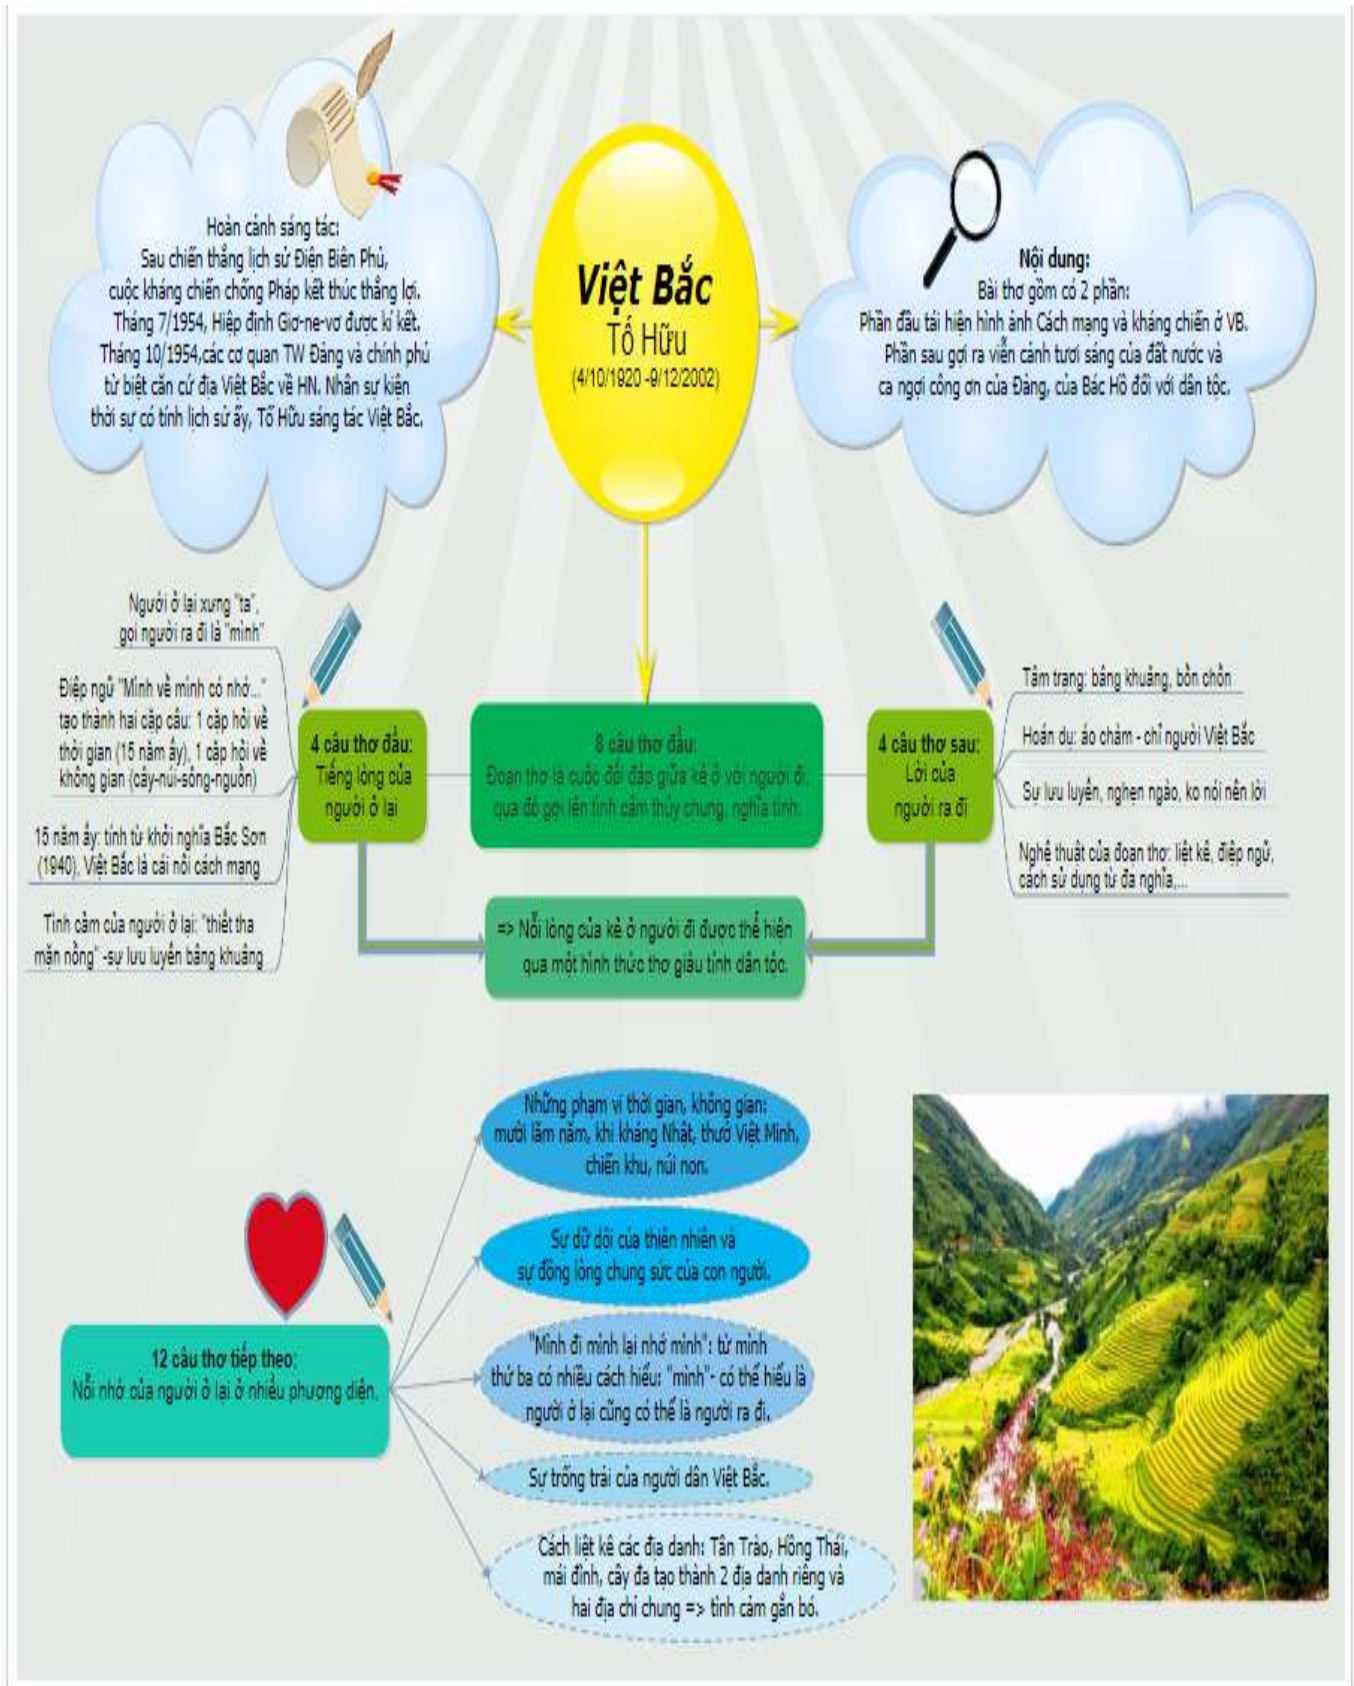 Việt Bắc
Tố Hữu
(4/10/1920 -9/12/2002)
Hoàn cảnh sáng tác:
Sau chiến thắng lịch sử Điện Biên Phủ,
cuộc kháng chiến chống Pháp kết thúc thắng lợi.
Tháng 7/1954, Hiệp định Giơ-ne-vơ được kí kết.
Tháng 10/1954,các cơ quan TW Đảng và chính phủ
từ biệt căn cứ địa Việt Bắc về HN. Nhân sự kiện
thời sự có tính lịch sử ấy, Tố Hữu sáng tác Việt Bắc.
Nội dung:
Bài thơ gồm có 2 phần:
Phần đầu tái hiện hình ảnh Cách mạng và kháng chiến ở VB.
Phần sau gợi ra viễn cảnh tươi sáng của đất nước và
ca ngợi công ơn của Đảng, của Bác Hồ đối với dân tộc.
Người ở lại xưng "ta",
gọi người ra đi là "mình"
Điệp ngữ "Mình về mình có nhớ..."
tạo thành hai cặp câu: 1 cặp hỏi về
thời gian (15 năm ấy), 1 cặp hỏi về
không gian (cây-núi-sông-nguồn)
15 năm ấy: tính từ khởi nghĩa Bắc Sơn
(1940), Việt Bắc là cái nôi cách mạng
Tình cảm của người ở lại: "thiết tha
mặn nồng" -sự lưu luyến bâng khuâng
4 câu thơ đầu:
Tiếng lòng của
người ở lại
8 câu thơ đầu:
Đoạn thơ là cuộc đối đáp giữa kẻ ở với người đi,
qua đó gợi lên tình cảm thủy chung, nghĩa tình.
4 câu thơ sau:
Lời của
người ra đi
Tâm trạng: bâng khuâng, bồn chồn
Hoán dụ: áo chàm - chỉ người Việt Bắc
Sự lưu luyến, nghẹn ngào, ko nói nên lời
Nghệ thuật của đoạn thơ: liệt kê, điệp ngữ,
cách sử dụng từ đa nghĩa,...
=> Nỗi lòng của kẻ ở người đi được thể hiện
qua một hình thức thơ giàu tính dân tộc.
12 câu thơ tiếp theo:
Nỗi nhớ của người ở lại ở nhiều phương diện.
Những phạm vi thời gian, không gian:
mười lăm năm, khi kháng Nhật, thuở Việt Minh,
chiến khu, núi non.
Sự dữ dội của thiên nhiên và
sự đồng lòng chung sức của con người.
"Mình đi mình lại nhớ mình": từ mình
thứ ba có nhiều cách hiểu: "mình"- có thể hiểu là
người ở lại cũng có thể là người ra đi.
Sự trống trải của người dân Việt Bắc.
Cách liệt kê các địa danh: Tân Trào, Hồng Thái,
mái đình, cây đa tạo thành 2 địa danh riêng và
hai địa chỉ chung => tình cảm gắn bó.